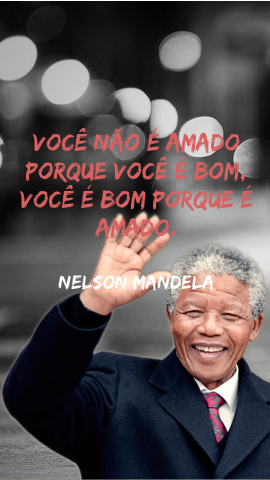 VOCÊ NÃO É AMADO
PORQUE VOCÊ É BOM,
VOCÊ É BOM PORQUE É
AMADO.
NELSON MANDELA